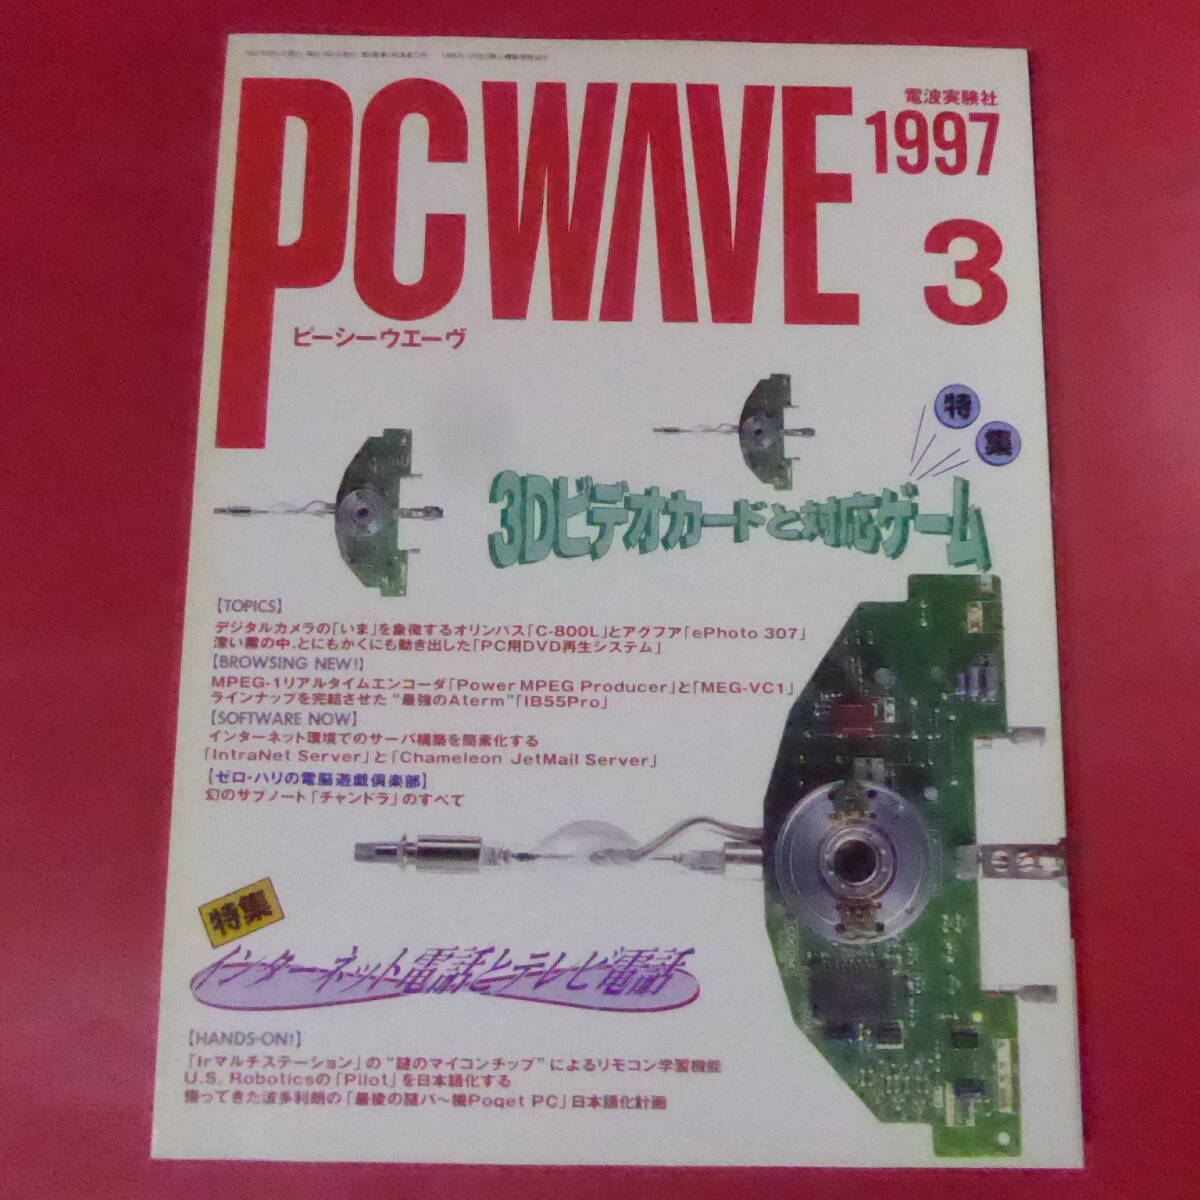 PC WAVE
電波実験社
1997
3
ピーシーウエーヴ
特集
3Dビデオカードと対応ゲーム
【TOPICS】
デジタルカメラの「いま」を象徴するオリンパス「C-800L」とアグファ「ePhoto 307」
深い霧の中、とにもかくにも動き出した「PC用DVD再生システム」
【BROWSING NEW!】
MPEG-1リアルタイムエンコーダ「Power MPEG Producer」と「MEG-VC1」
ラインナップを完結させた“最強のAterm”「IB55Pro」
【SOFTWARE NOW】
インターネット環境でのサーバ構築を簡素化する
「IntraNet Server」と「Chameleon JetMail Server」
【ゼロ・ハリの電脳遊戯倶楽部】
幻のサブノート「チャンドラ」のすべて
特集
インターネット電話とテレビ電話
【HANDS-ON!】
「Irマルチステーション」の“謎のマイコンチップ”によるリモコン学習機能
U.S. Roboticsの「Pilot」を日本語化する
帰ってきた波多利朗の「最後の謎パ〜機Poqet PC」日本語化計画